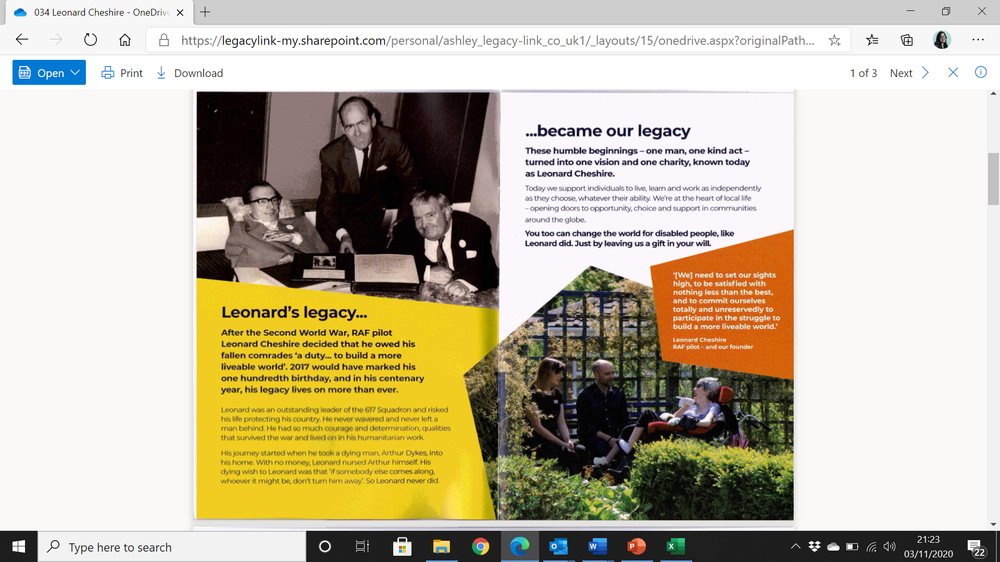 034 Leonard Cheshire - OneDrive
https://legacylink-my.sharepoint.com/personal/ashley_legacy-link_co_uk1/_layouts/15/onedrive.aspx?originalPath...
Open
Print
Download
1 of 3
Next
Leonard's legacy...
After the Second World War, RAF pilot
Leonard Cheshire decided that he owed his
fallen comrades ‘a duty... to build a more
liveable world’. 2017 would have marked his
one hundredth birthday, and in his centenary
year, his legacy lives on more than ever.
Leonard was an outstanding leader of the 617 Squadron and risked
his life protecting his country. He never wavered and never left a
man behind. He had so much courage and determination, qualities
that survived the war and lived on in his humanitarian work.
His journey started when he took a dying man, Arthur Dykes, into
his home. With no money, Leonard nursed Arthur himself. His
dying wish to Leonard was that ‘if somebody else comes along,
whoever it might be, don’t turn him away’. So Leonard never did.
...became our legacy
These humble beginnings – one man, one kind act –
turned into one vision and one charity, known today
as Leonard Cheshire.
Today we support individuals to live, learn and work as independently
as they choose, whatever their ability. We’re at the heart of local life
– opening doors to opportunity, choice and support in communities
around the globe.
You too can change the world for disabled people, like
Leonard did. Just by leaving us a gift in your will.
‘[We] need to set our sights
high, to be satisfied with
nothing less than the best,
and to commit ourselves
totally and unreservedly to
participate in the struggle to
build a more liveable world.’
Leonard Cheshire
RAF pilot – and our founder
Type here to search
21:23
03/11/2020
22